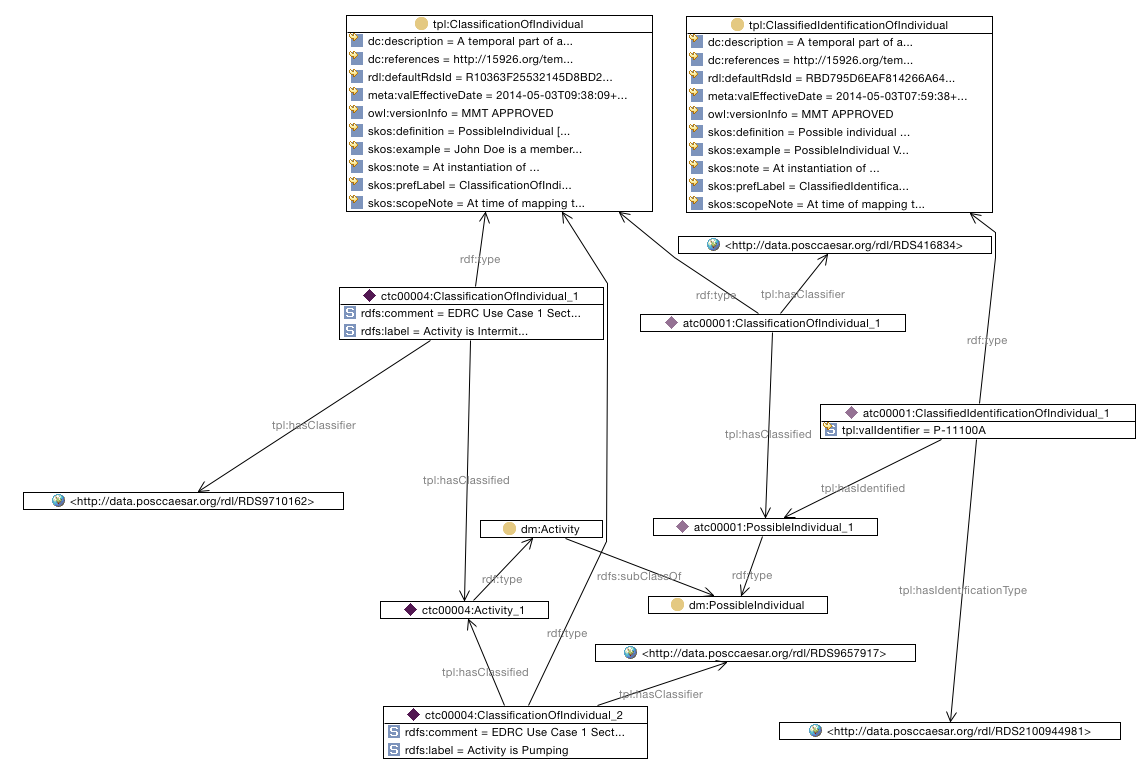 tpl:ClassificationOfIndividual
dc:description = A temporal part of a...
dc:references = http://15926.org/tem...
rdl:defaultRdsId = R10363F25532145D8BD2...
meta:valEffectiveDate = 2014-05-03T09:38:09+...
owl:versionInfo = MMT APPROVED
skos:definition = PossibleIndividual [...
skos:example = John Doe is a member...
skos:note = At instantiation of ...
skos:prefLabel = ClassificationOfIndi...
skos:scopeNote = At time of mapping t...
tpl:ClassifiedIdentificationOfIndividual
dc:description = A temporal part of a...
dc:references = http://15926.org/tem...
rdl:defaultRdsId = RBD795D6EAF814266A64...
meta:valEffectiveDate = 2014-05-03T07:59:38+...
owl:versionInfo = MMT APPROVED
skos:definition = Possible individual ...
skos:example = PossibleIndividual V...
skos:note = At instantiation of ...
skos:prefLabel = ClassifiedIdentifica...
skos:scopeNote = At time of mapping t...
<http://data.posccaesar.org/rdl/RDS416834>
rdf:type
rdf:type
tpl:hasClassifier
ctc00004:ClassificationOfIndividual_1
rdfs:comment = EDRC Use Case 1 Sect...
rdfs:label = Activity is Intermit...
atc00001:ClassificationOfIndividual_1
rdf:type
atc00001:ClassifiedIdentificationOfIndividual_1
tpl:valIdentifier = P-11100A
tpl:hasClassifier
tpl:hasClassified
tpl:hasClassified
tpl:hasIdentified
<http://data.posccaesar.org/rdl/RDS9710162>
dm:Activity
atc00001:PossibleIndividual_1
rdf:type
rdfs:subClassOf
rdf:type
tpl:hasIdentificationType
ctc00004:Activity_1
dm:PossibleIndividual
rdf:type
<http://data.posccaesar.org/rdl/RDS9657917>
tpl:hasClassified
tpl:hasClassifier
ctc00004:ClassificationOfIndividual_2
rdfs:comment = EDRC Use Case 1 Sect...
rdfs:label = Activity is Pumping
<http://data.posccaesar.org/rdl/RDS2100944981>